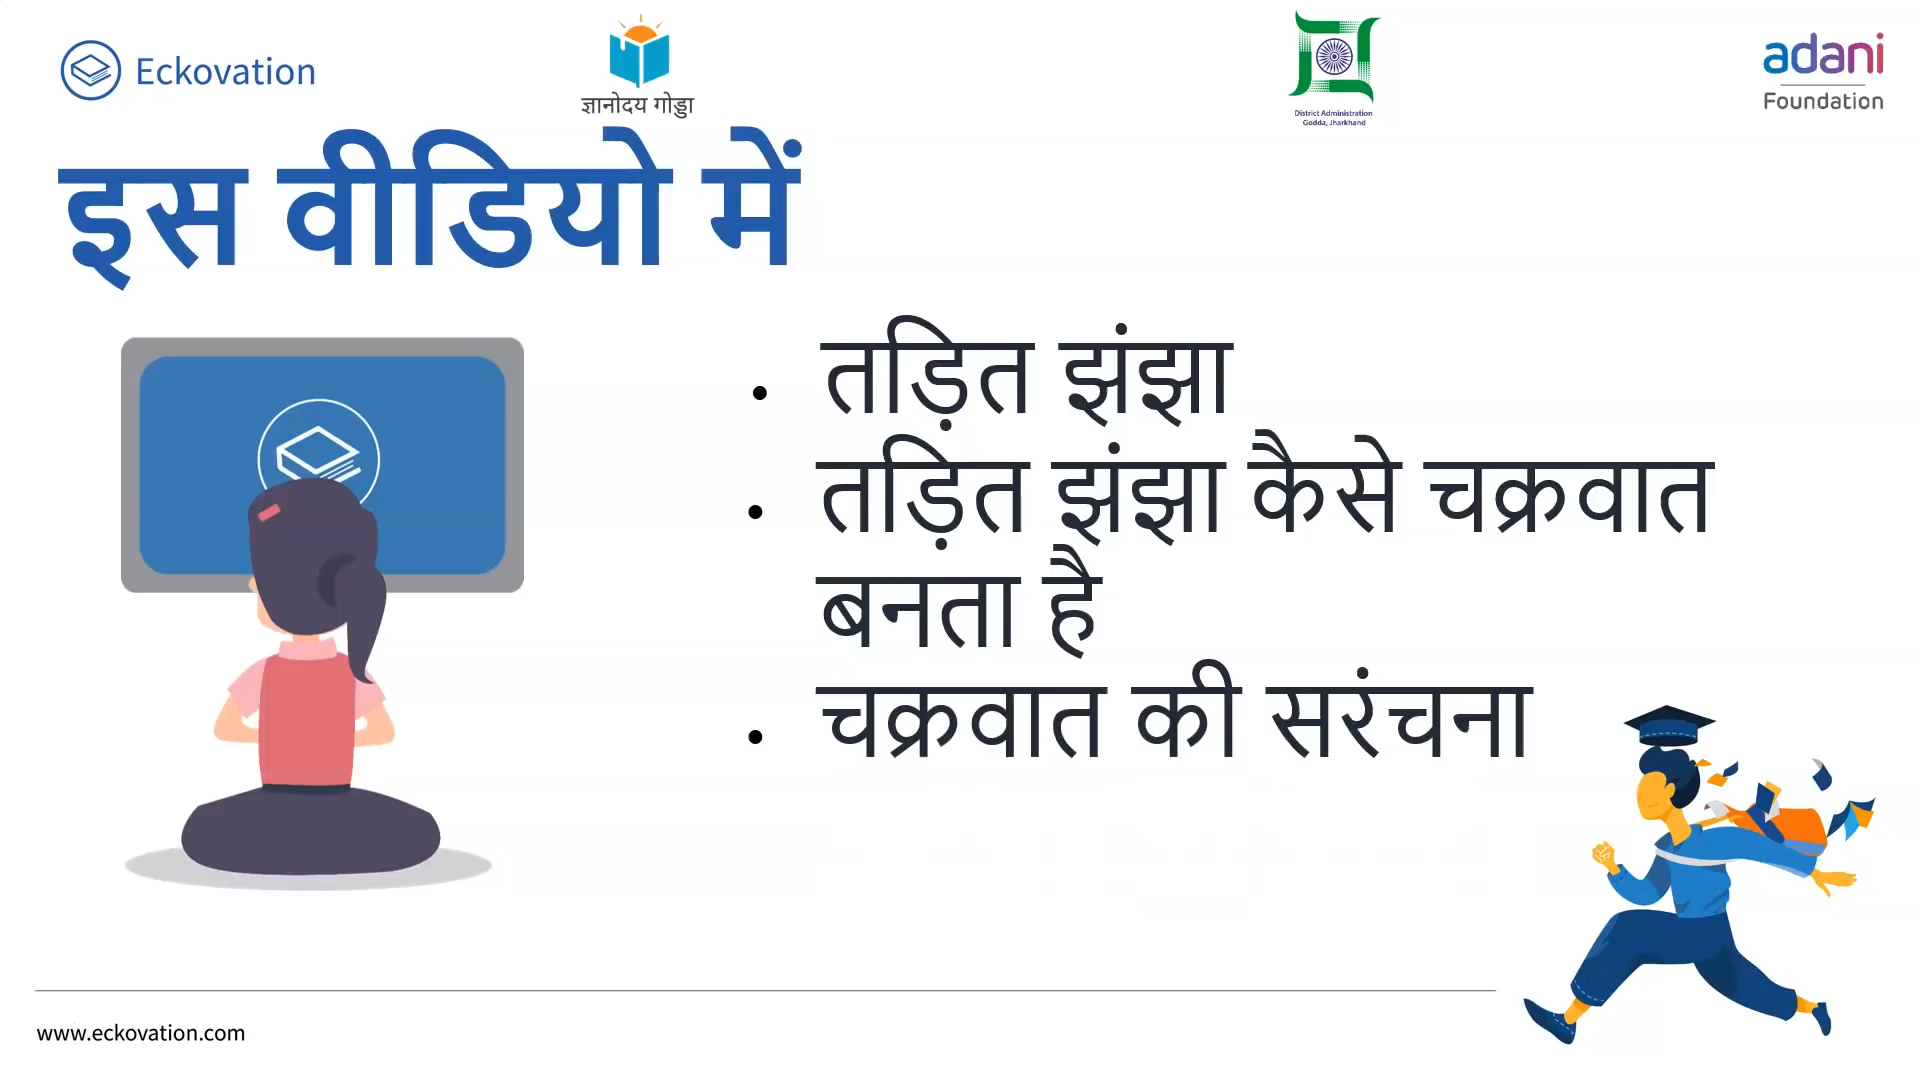 Eckovation
ज्ञानोदय गोड्डा
District Administration
Godda, Jharkhand
adani
Foundation
इस वीडियो में
• तड़ित झंझा
• तड़ित झंझा कैसे चक्रवात
बनता है
• चक्रवात की सरंचना
www.eckovation.com